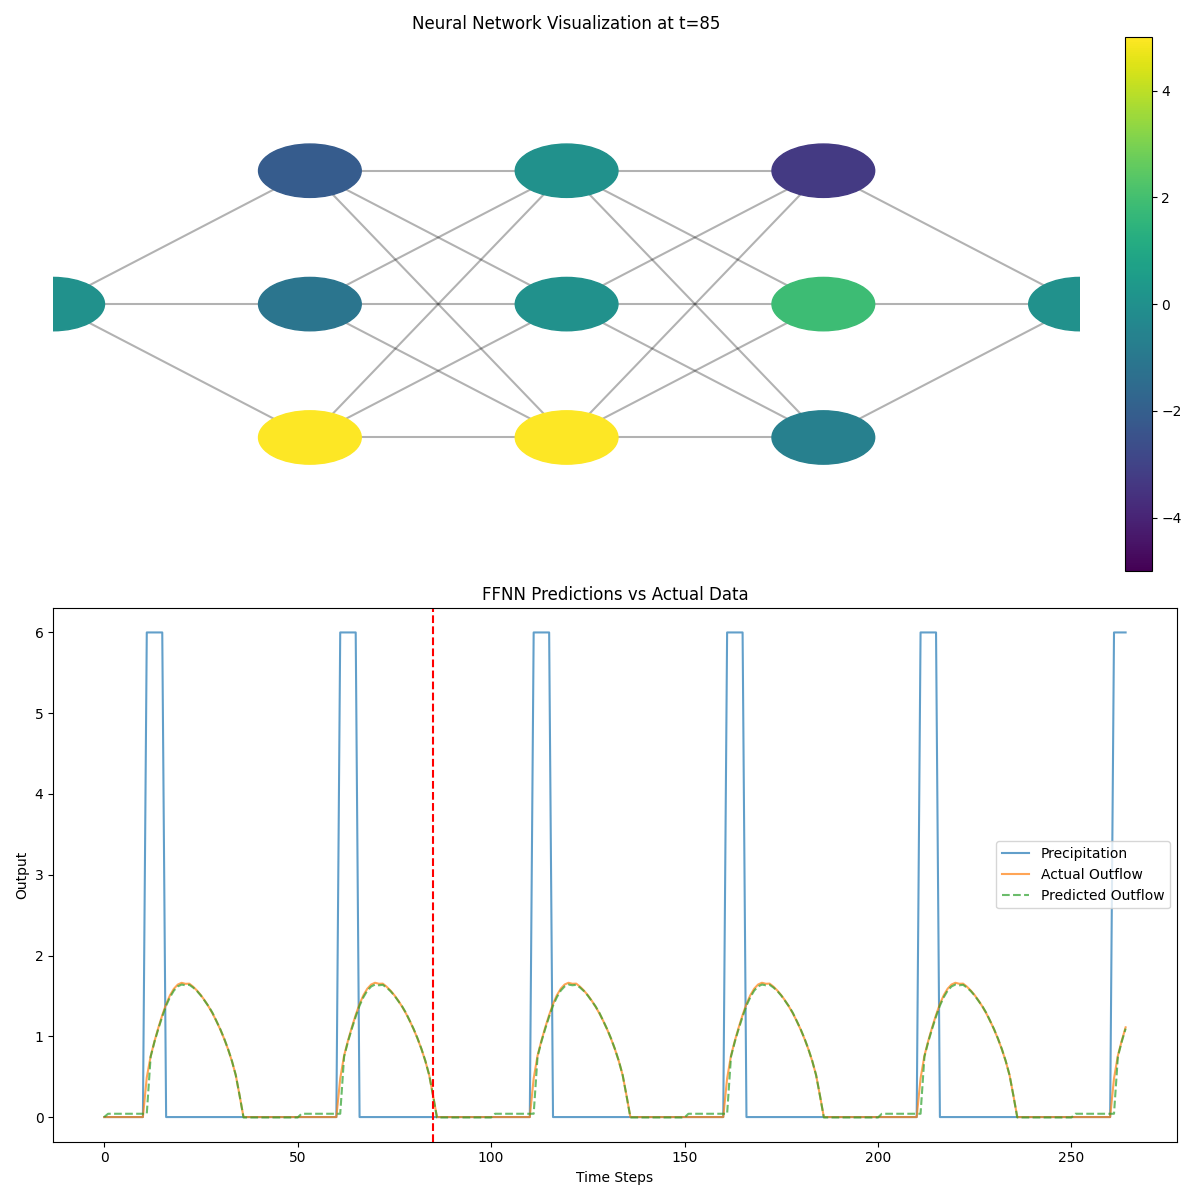 Neural Network Visualization at t=85
4
2
0
−2
−4
FFNN Predictions vs Actual Data
6
5
4
3
2
1
0
Output
Precipitation
Actual Outflow
Predicted Outflow
0 50 100 150 200 250
Time Steps